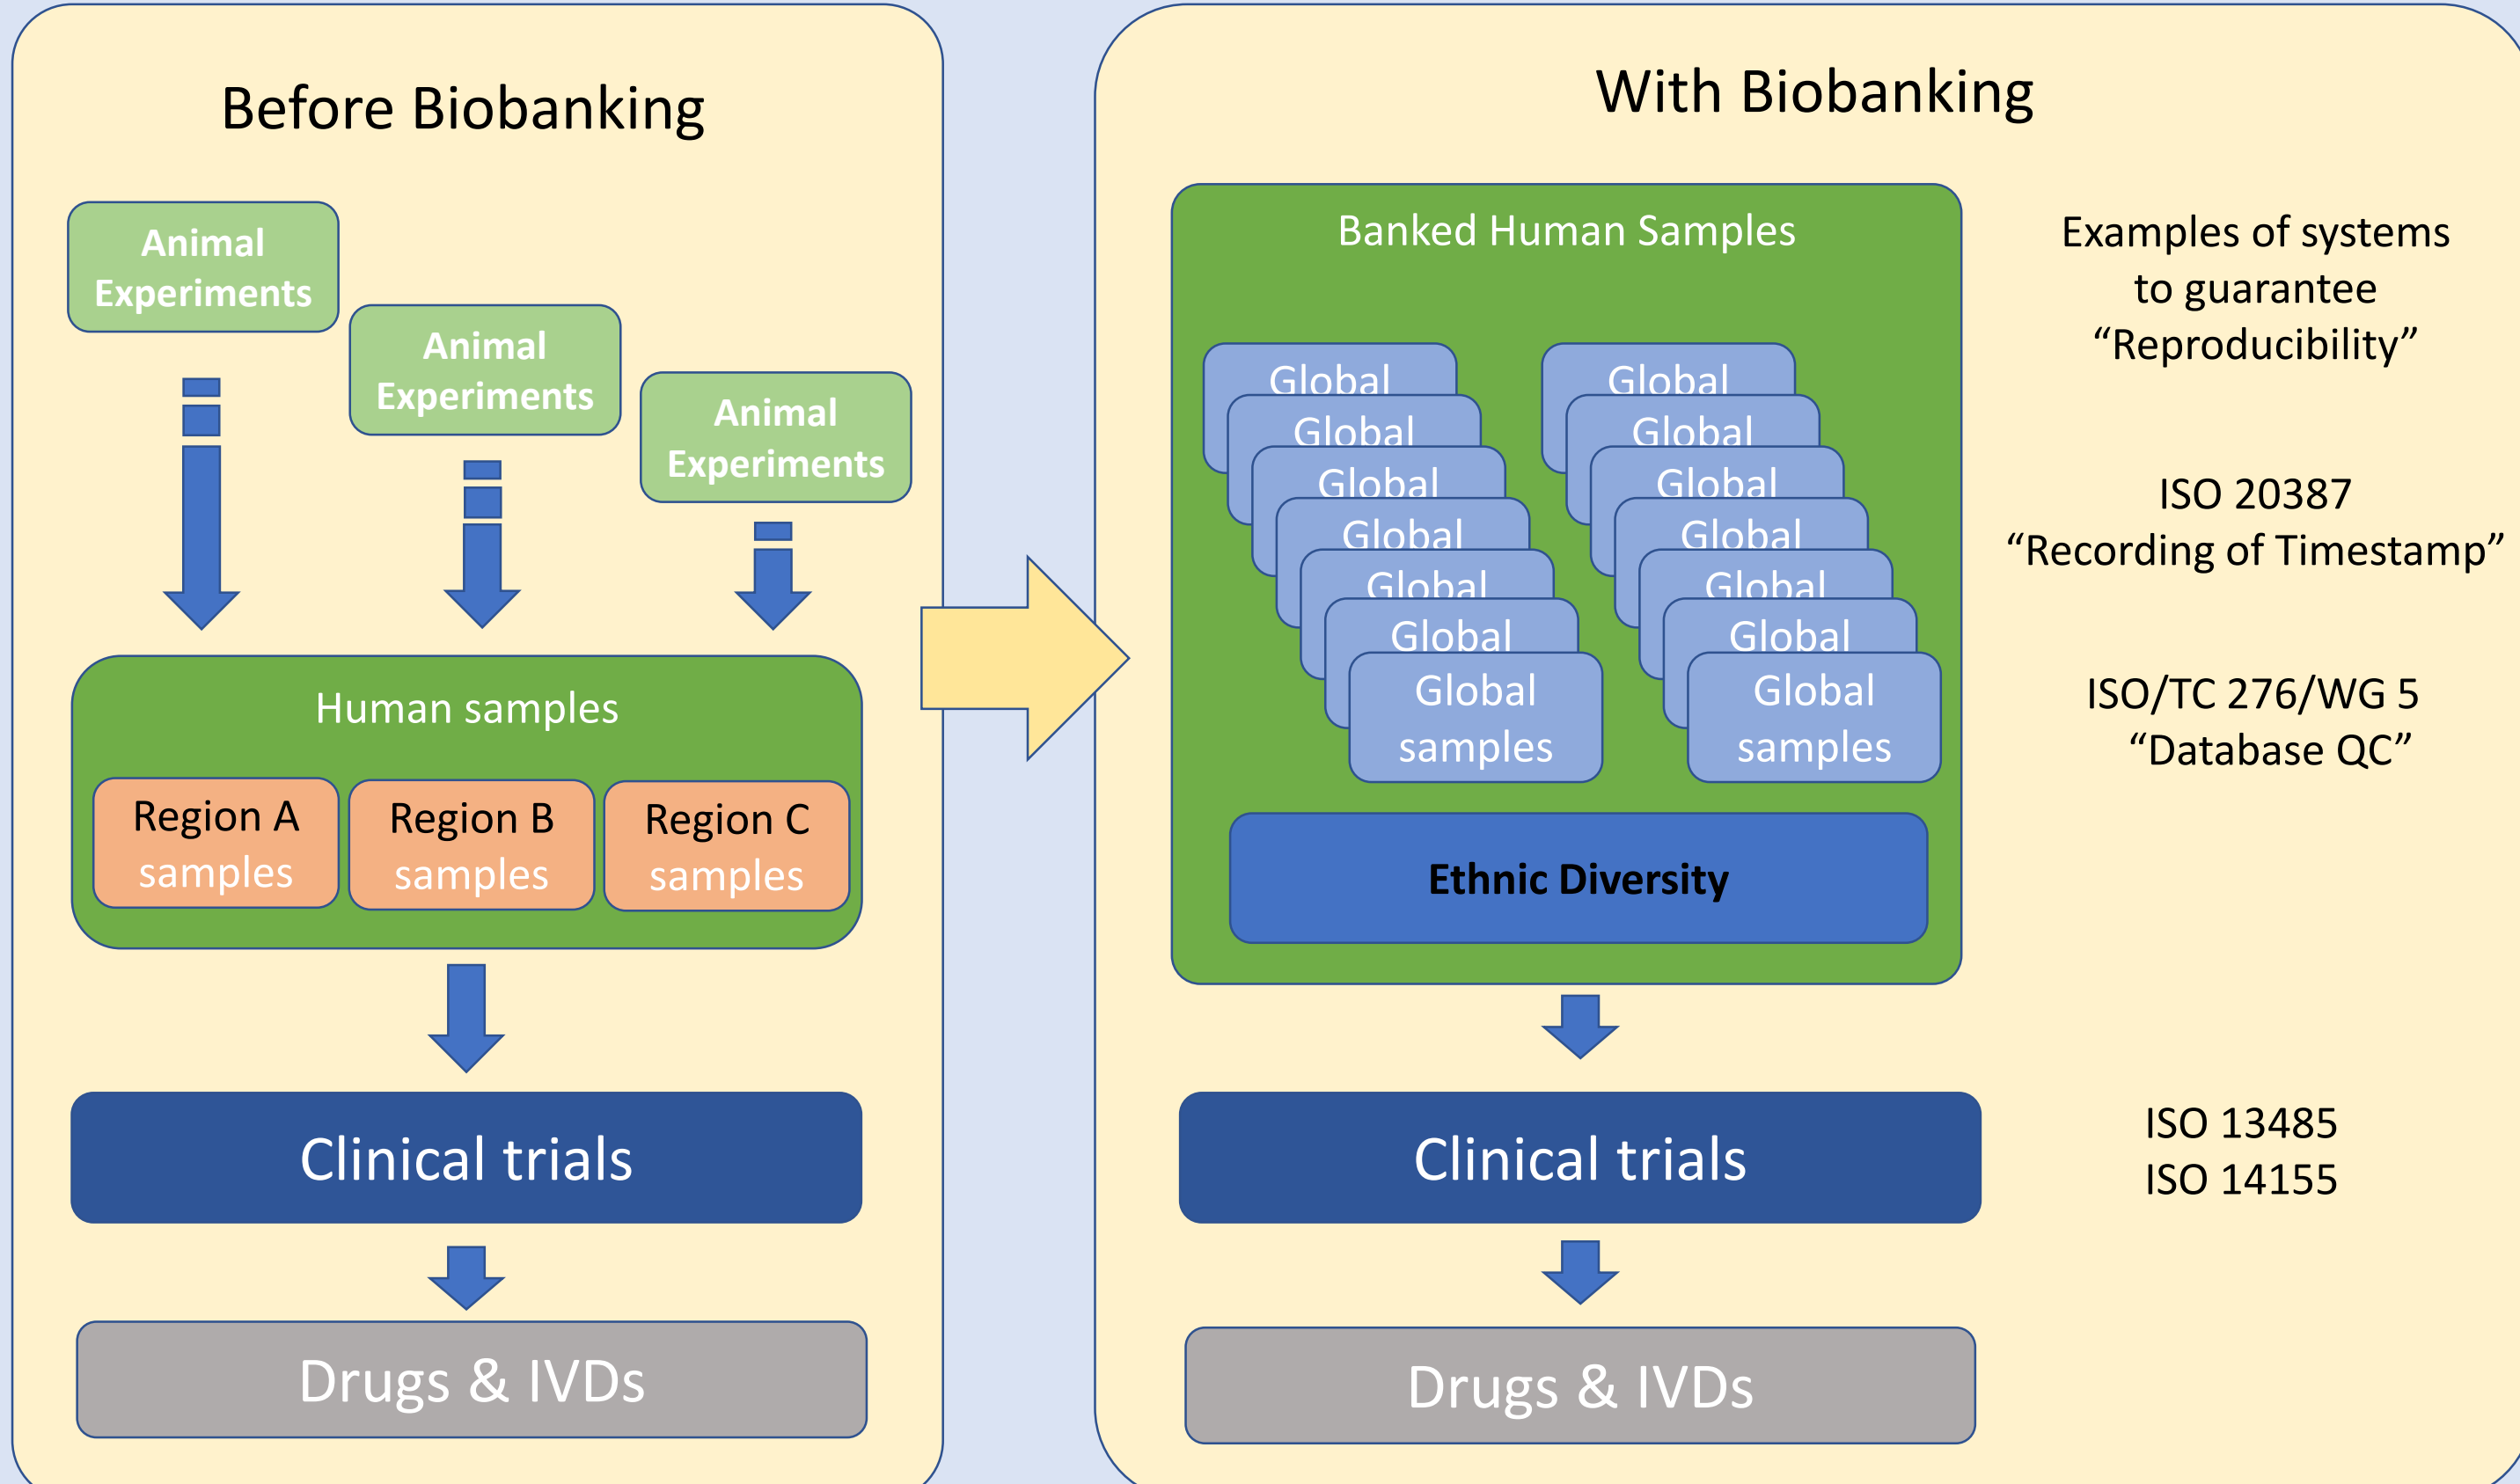 Before Biobanking
Animal
Experiments
Animal
Experiments
Animal
Experiments
Human samples
Region A
samples
Region B
samples
Region C
samples
Clinical trials
Drugs & IVDs
With Biobanking
Banked Human Samples
Global
Global
Global
Global
Global
Global
Global
samples
Global
Global
Global
Global
Global
Global
Global
samples
Ethnic Diversity
Clinical trials
Drugs & IVDs
Examples of systems
to guarantee
“Reproducibility”
ISO 20387
“Recording of Timestamp”
ISO/TC 276/WG 5
“Database QC”
ISO 13485
ISO 14155